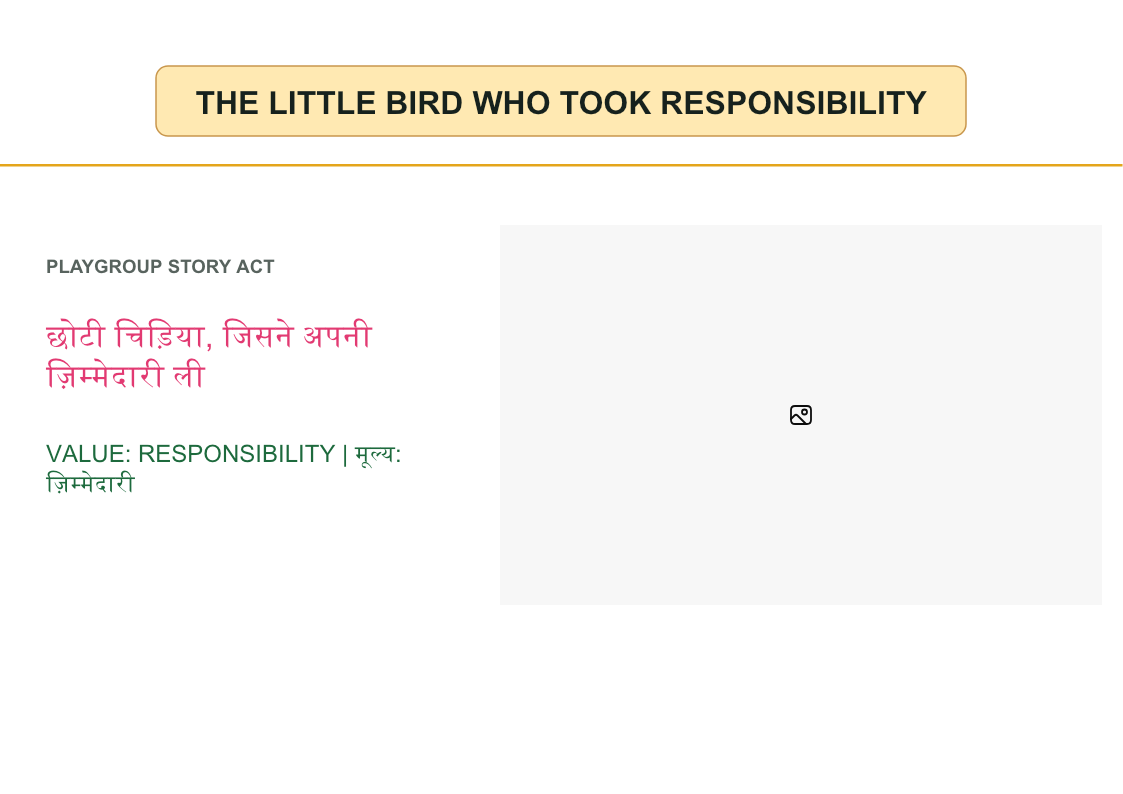 THE LITTLE BIRD WHO TOOK RESPONSIBILITY
PLAYGROUP STORY ACT
छोटी चिड़िया, जिसने अपनी
ज़िम्मेदारी ली
VALUE: RESPONSIBILITY | मूल्य:
ज़िम्मेदारी